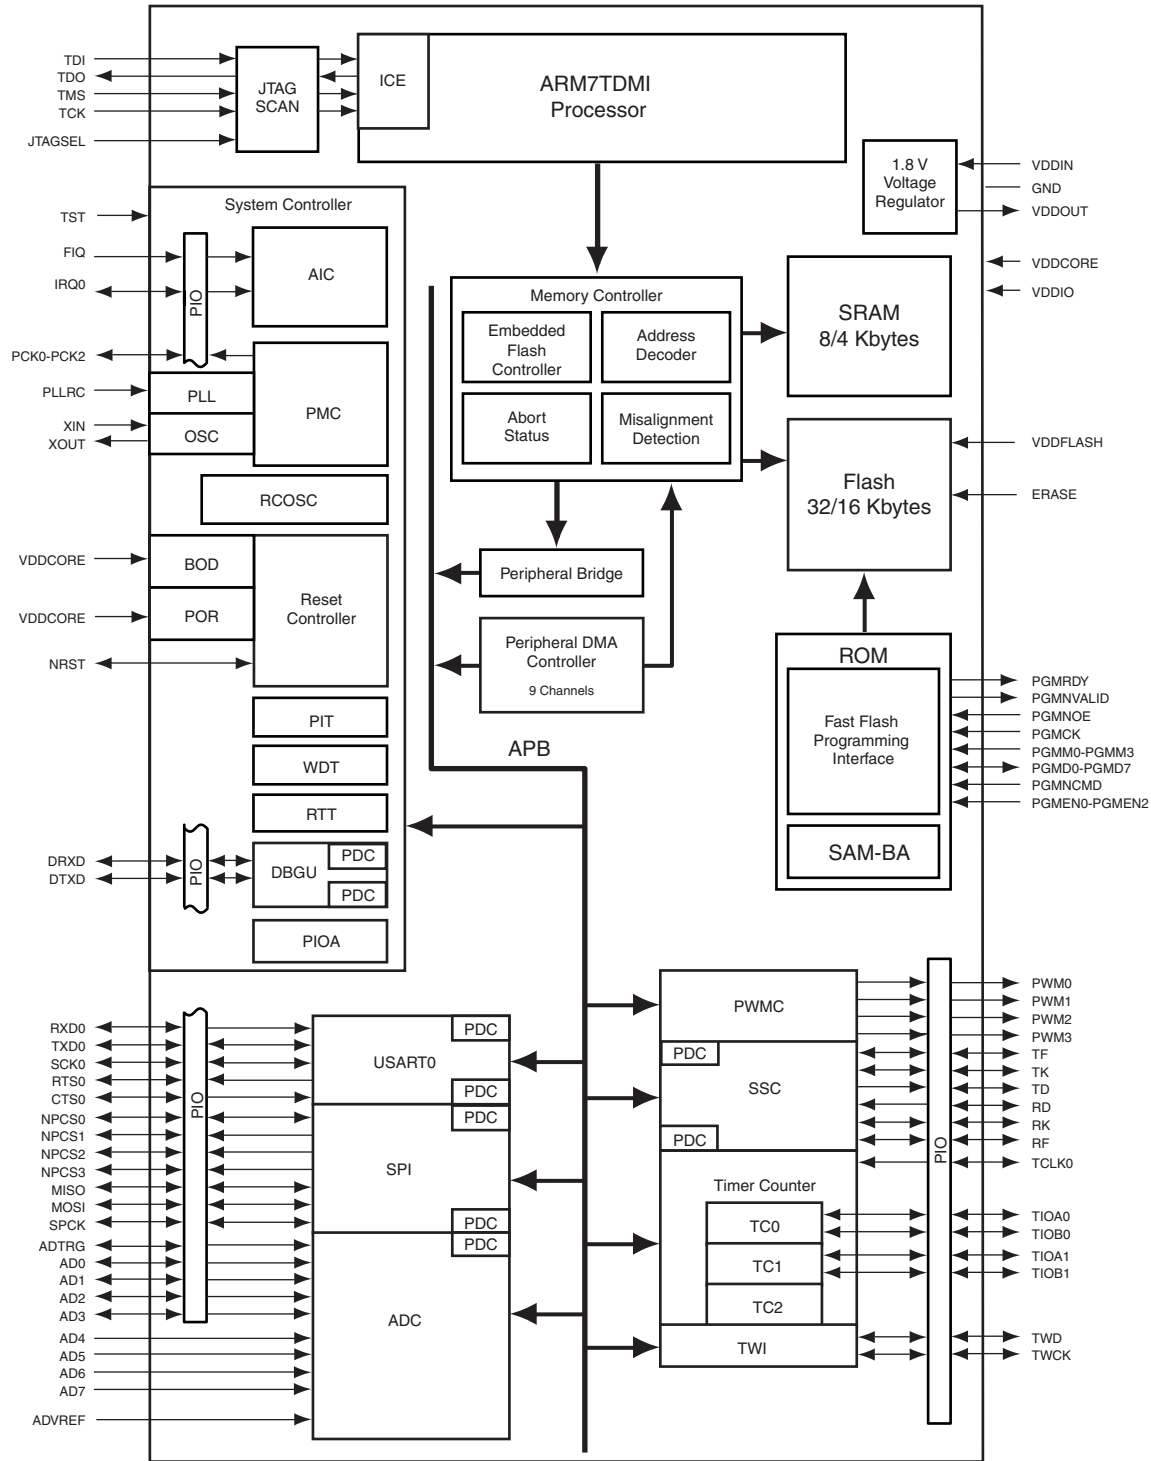 TDI
TDO
TMS
TCK
JTAGSEL
JTAG
SCAN
ICE
ARM7TDMI
Processor
1.8 V
Voltage
Regulator
VDDIN
GND
VDDOUT
VDDCORE
VDDIO
System Controller
TST
FIQ
IRQ0
PIO
AIC
PCK0-PCK2
PLLRC
PLL
XIN
XOUT
OSC
PMC
RCOSC
VDDCORE
BOD
VDDCORE
POR
Reset
Controller
NRST
PIT
WDT
RTT
DRXD
DTXD
PIO
DBGU
PDC
PDC
PIOA
Memory Controller
Embedded
Flash
Controller
Address
Decoder
Abort
Status
Misalignment
Detection
SRAM
8/4 Kbytes
Flash
32/16 Kbytes
VDDFLASH
ERASE
Peripheral Bridge
Peripheral DMA
Controller
9 Channels
APB
ROM
Fast Flash
Programming
Interface
SAM-BA
PGMRDY
PGMNVALID
PGMNOE
PGMCK
PGMM0-PGMM3
PGMD0-PGMD7
PGMNCMD
PGMEN0-PGMEN2
RXD0
TXD0
SCK0
RTS0
CTS0
NPCS0
NPCS1
NPCS2
NPCS3
MISO
MOSI
SPCK
ADTRG
AD0
AD1
AD2
AD3
AD4
AD5
AD6
AD7
ADVREF
PIO
PDC
USART0
PDC
PDC
SPI
PDC
PDC
ADC
PWMC
PDC
SSC
PDC
Timer Counter
TC0
TC1
TC2
TWI
PIO
PWM0
PWM1
PWM2
PWM3
TF
TK
TD
RD
RK
RF
TCLK0
TIOA0
TIOB0
TIOA1
TIOB1
TWD
TWCK